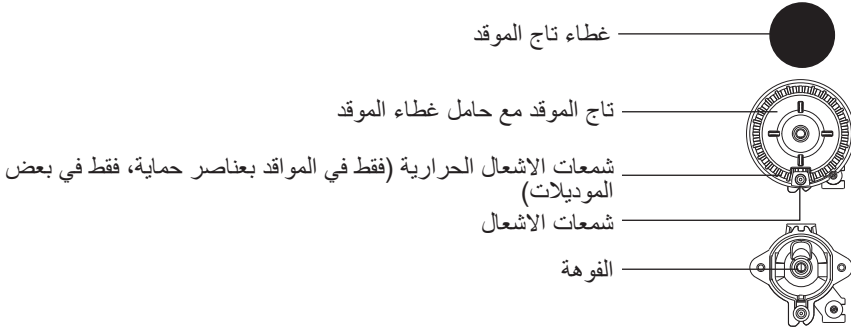 غطاء تاج الموقد
تاج الموقد مع حامل غطاء الموقد
شمعات الاشعال الحرارية (فقط في المواقد بعناصر حماية، فقط في بعض
الموديلات)
شمعات الاشعال
الفوهة